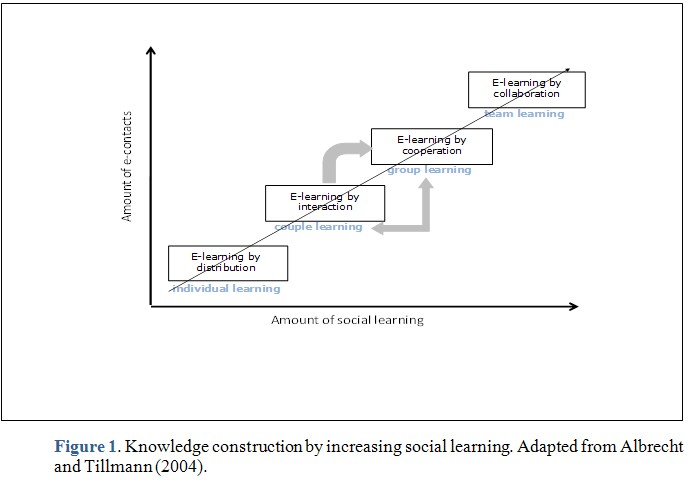 Amount of e-contacts
E-learning by
collaboration
team learning
E-learning by
cooperation
group learning
E-learning by
interaction
couple learning
E-learning by
distribution
individual learning
Amount of social learning
Figure 1. Knowledge construction by increasing social learning. Adapted from Albrecht
and Tillmann (2004).